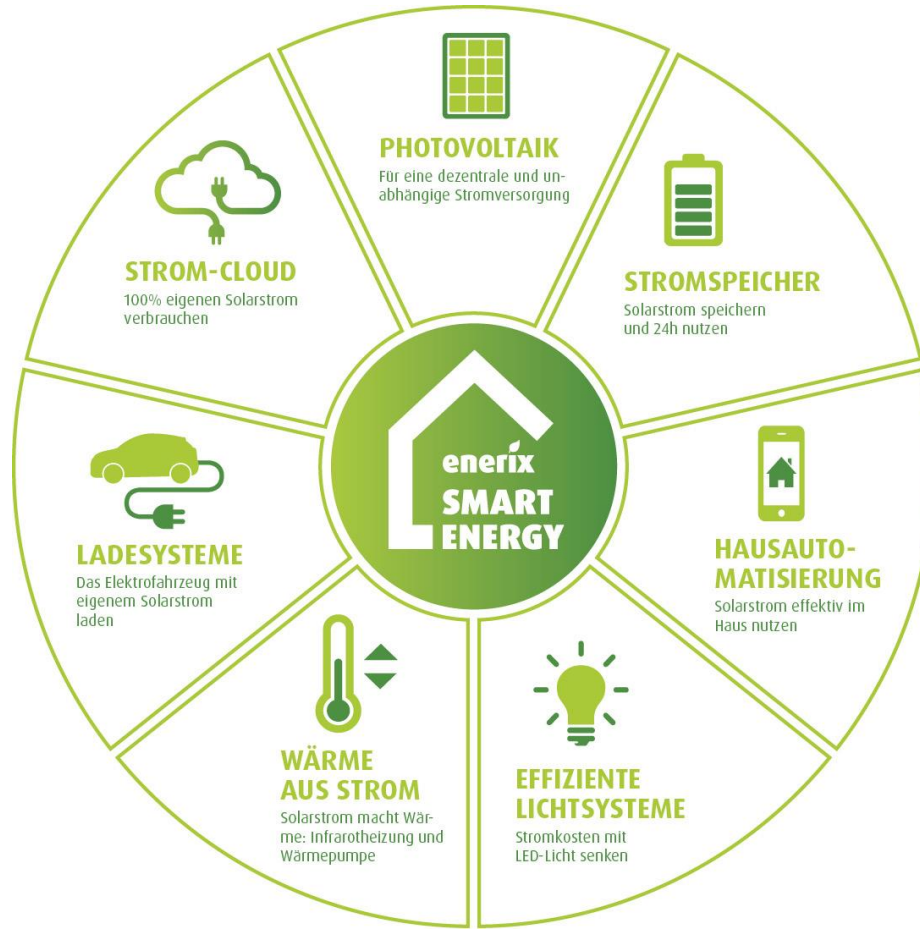 PHOTOVOLTAIK
Für eine dezentrale und un-
abhängige Stromversorgung
STROMSPEICHER
Solarstrom speichern
und 24h nutzen
HAUSAUTO-
MATISIERUNG
Solarstrom effektiv im
Haus nutzen
EFFIZIENTE
LICHTSYSTEME
Stromkosten mit
LED-Licht senken
WÄRME
AUS STROM
Solarstrom macht Wär-
me: Infrarotheizung und
Wärmepumpe
LADESYSTEME
Das Elektrofahrzeug mit
eigenem Solarstrom
laden
STROM-CLOUD
100% eigenen Solarstrom
verbrauchen
enerix
SMART
ENERGY